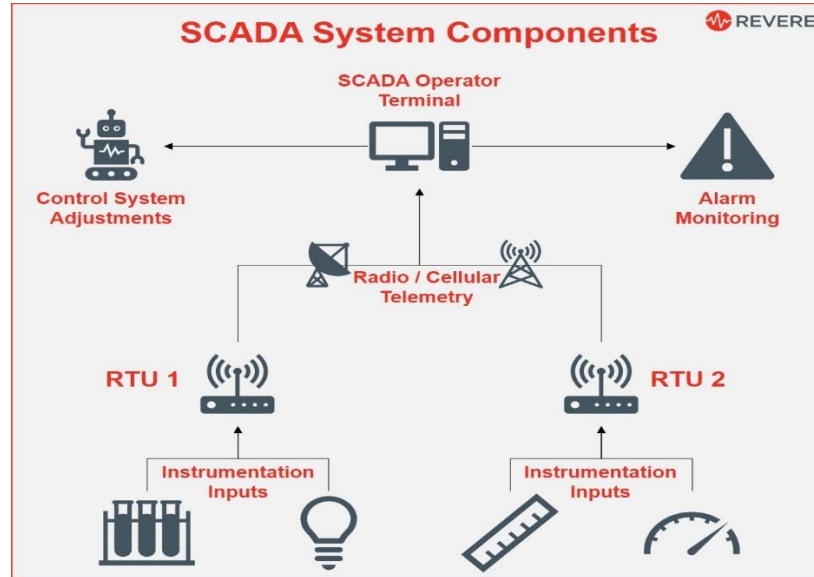 SCADA System Components
REVERE
SCADA Operator
Terminal
Control System
Adjustments
Alarm
Monitoring
Radio / Cellular
Telemetry
RTU 1
RTU 2
Instrumentation
Inputs
Instrumentation
Inputs